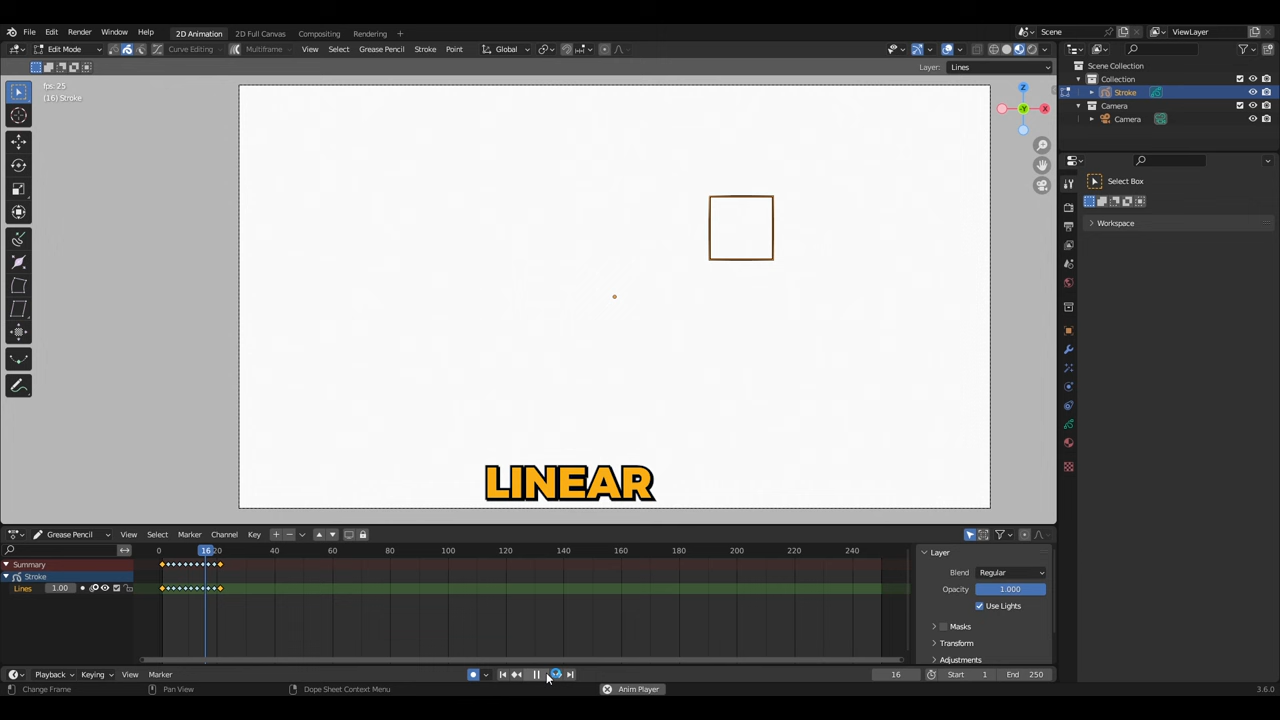 File Edit Render Window Help 2D Animation 2D Full Canvas Compositing Rendering + Scene ViewLayer
Edit Mode Curve Editing Multiframe View Select Grease Pencil Stroke Point Global
Layer: Lines
fps: 25
(16) Stroke
Z
-Y
X
Scene Collection
Collection
Stroke
Camera
Camera
Select Box
Workspace
LINEAR
Grease Pencil View Select Marker Channel Key
0 16 20 40 60 80 100 120 140 160 180 200 220 240
Summary
Stroke
Lines 1.00
Layer
Blend Regular
Opacity 1.000
Use Lights
Masks
Transform
Adjustments
Playback Keying View Marker 16 Start 1 End 250
Change Frame Pan View Dope Sheet Context Menu Anim Player 3.6.0